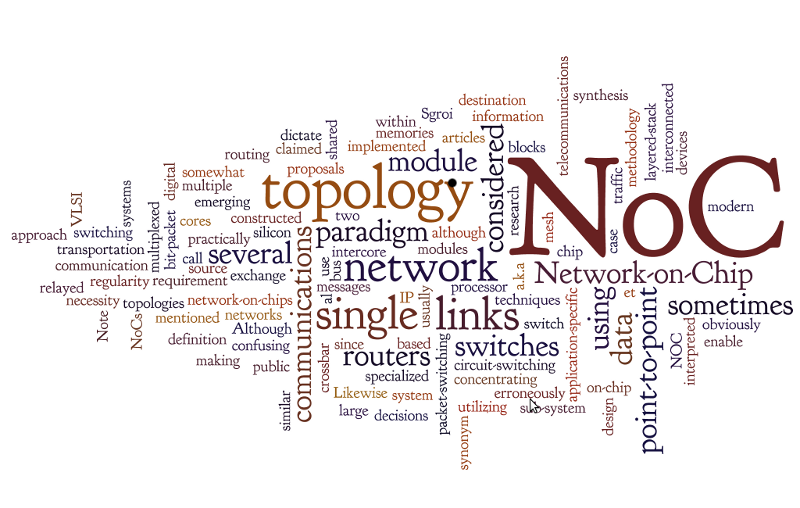 telecommunications
synthesis
destination
information
Sgroi
within
memories
articles
implemented
shared
dictate
claimed
methodology
layered-stack
interconnected
devices
routing
proposals
module
considered
blocks
NoC
traffic
digital
somewhat
multiple
topology
research
mesh
case
modern
VLSI
systems
emerging
cores
constructed
two
paradigm
although
approach
switching
multiplexed
bit-packet
practically
silicon
intercore
modules
chip
transportation
call
several
communications
use
bus
network
a.k.a
Network-on-Chip
communication
source
exchange
messages
processor
relayed
regularity
requirement
al
IP
usually
techniques
application-specific
using
et
data
point-to-point
sometimes
necessity
topologies
network-on-chips
single
links
switch
obviously
Note
NoCs
mentioned
networks
Although
enable
definition
confusing
crossbar
since
based
routers
packet-switching
switches
NOC
interpreted
making
public
specialized
circuit-switching
concentrating
similar
Likewise
system
erroneously
on-chip
large
decisions
synonym
utilizing
sub-system
design